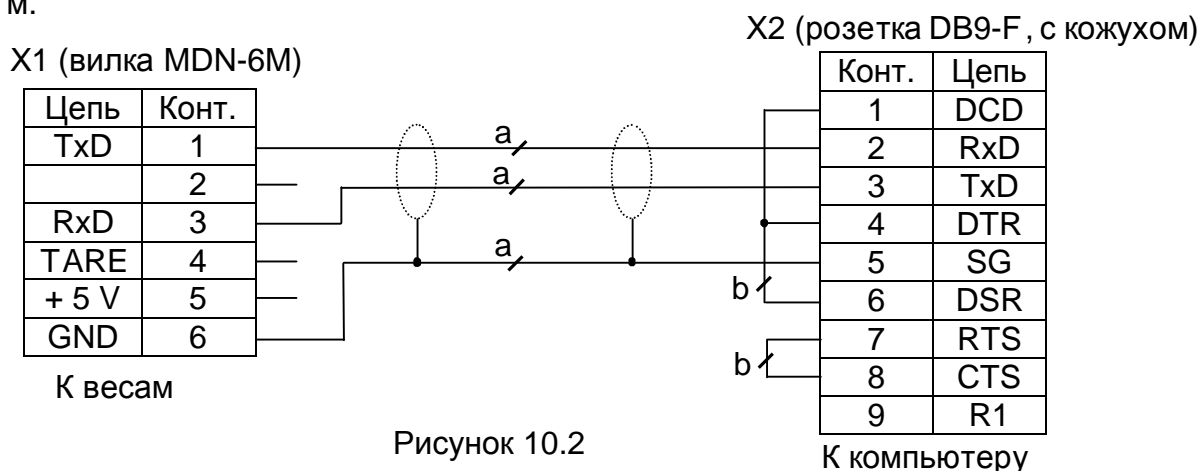 м.
X2 (розетка DB9-F, с кожухом)
X1 (вилка MDN-6M)
Цепь Конт.
TxD 1
2
RxD 3
TARE 4
+ 5 V 5
GND 6
К весам
a
a
a
b
b
Конт. Цепь
1 DCD
2 RxD
3 TxD
4 DTR
5 SG
6 DSR
7 RTS
8 CTS
9 R1
К компьютеру
Рисунок 10.2